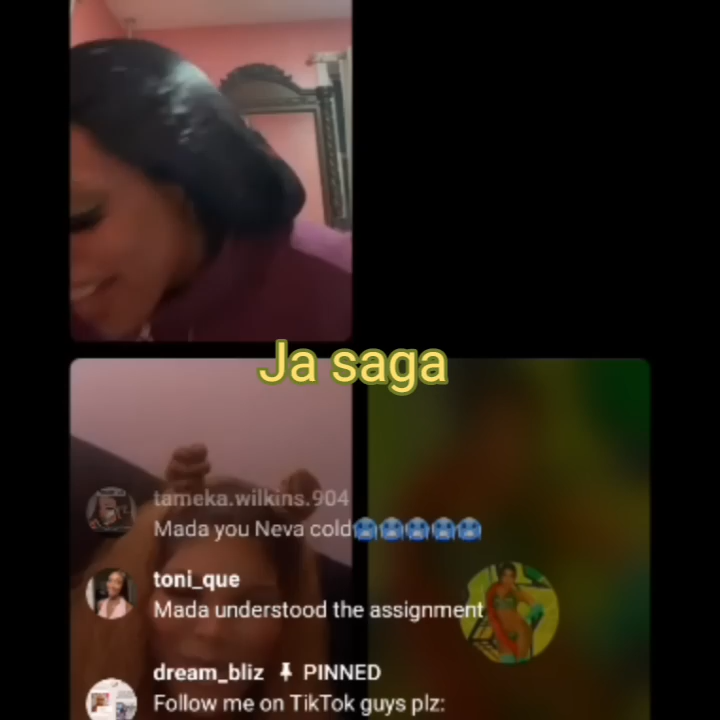 Ja saga
tameka.wilkins.904
Mada you Neva cold🥶🥶🥶🥶🥶
toni_que
Mada understood the assignment
dream_bliz 📌 PINNED
Follow me on TikTok guys plz: